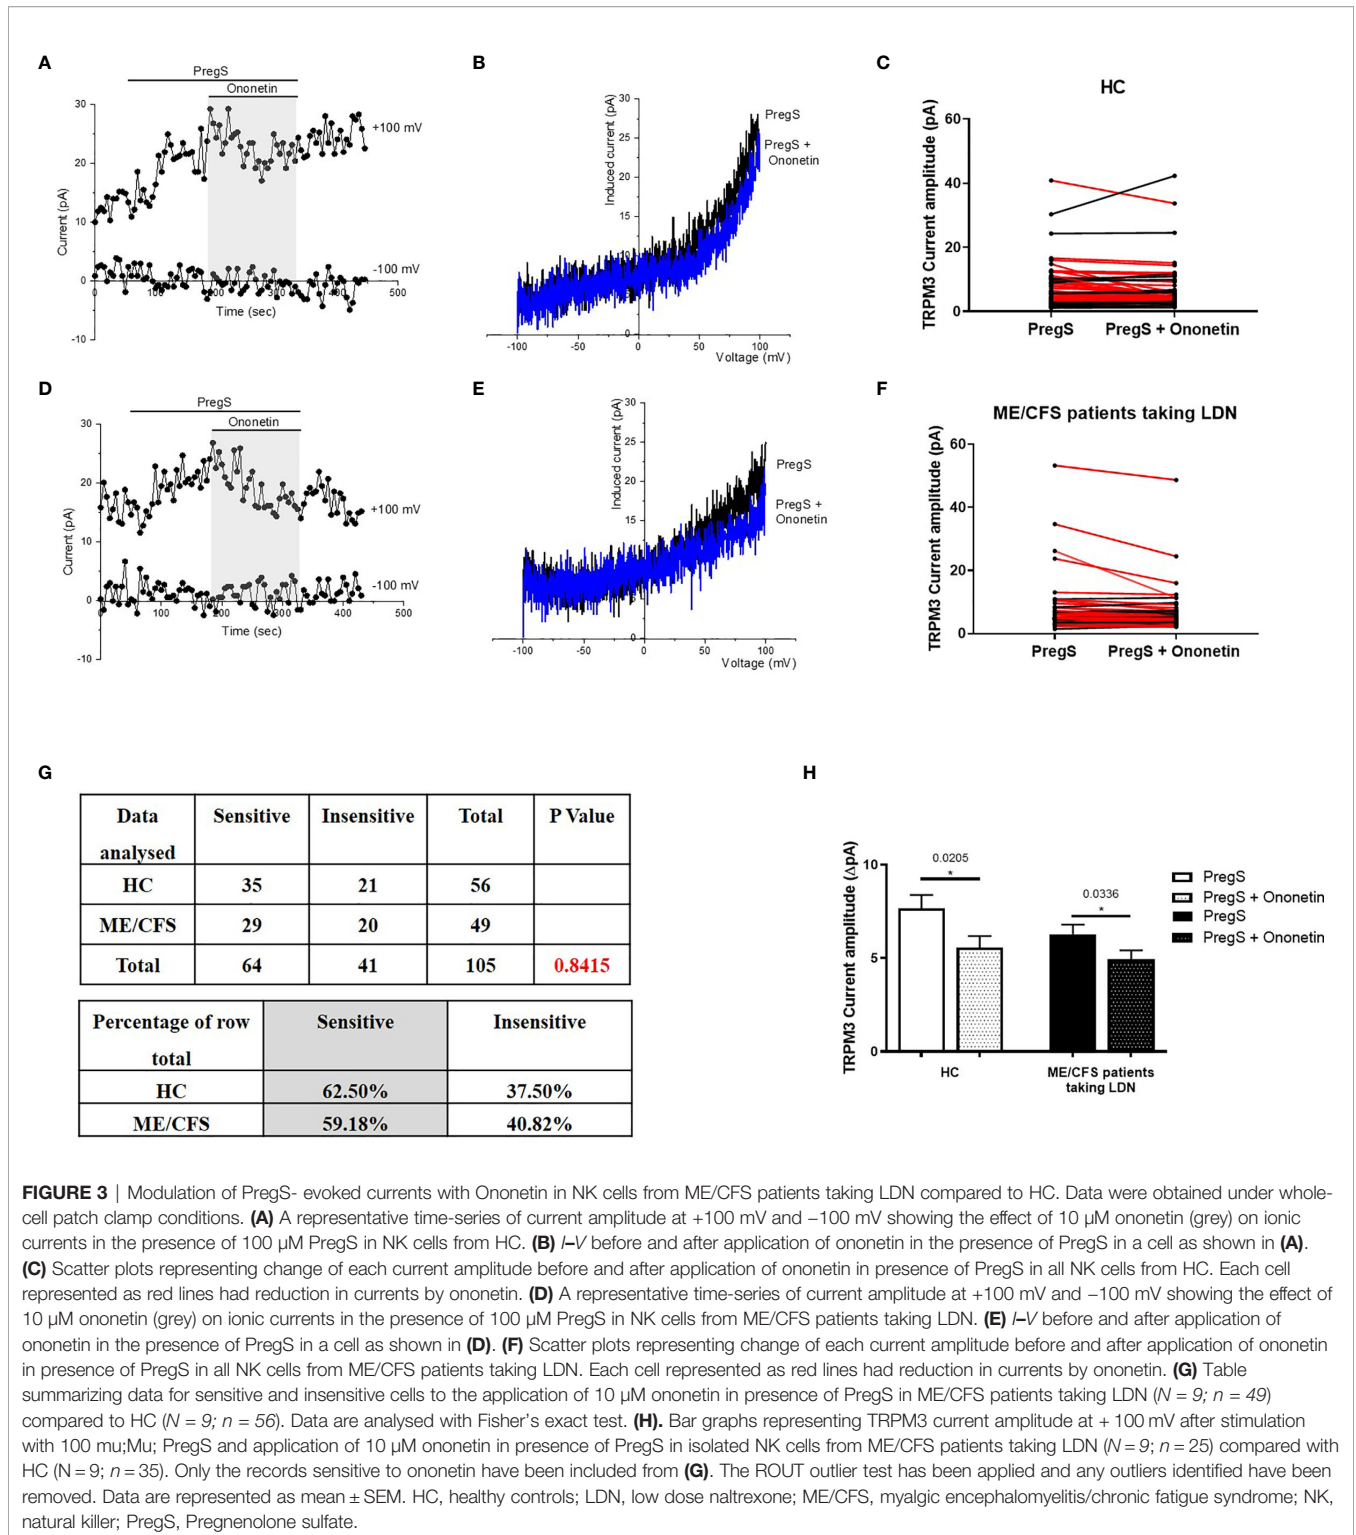 A
PregS
Ononetin
30
20
10
0
-10
Current (pA)
+100 mV
-100 mV
0
100
200
300
400
500
Time (sec)
B
30
25
20
15
10
5
0
Induced current (pA)
PregS
PregS +
Ononetin
-100
-50
0
50
100
Voltage (mV)
C
HC
60
40
20
0
TRPM3 Current amplitude (pA)
PregS
PregS + Ononetin
D
PregS
Ononetin
30
20
10
0
-10
Current (pA)
+100 mV
-100 mV
0
100
200
300
400
500
Time (sec)
E
30
25
20
15
10
5
0
Induced current (pA)
PregS
PregS +
Ononetin
-100
-50
0
50
100
Voltage (mV)
F
ME/CFS patients taking LDN
60
40
20
0
TRPM3 Current amplitude (pA)
PregS
PregS + Ononetin
G
Data analysed Sensitive Insensitive Total P Value
HC 35 21 56
ME/CFS 29 20 49
Total 64 41 105 0.8415
Percentage of row total Sensitive Insensitive
HC 62.50% 37.50%
ME/CFS 59.18% 40.82%
H
10
5
0
TRPM3 Current amplitude (ΔpA)
0.0205
*
0.0336
*
HC
ME/CFS patients
taking LDN
PregS
PregS + Ononetin
PregS
PregS + Ononetin
FIGURE 3 | Modulation of PregS- evoked currents with Ononetin in NK cells from ME/CFS patients taking LDN compared to HC. Data were obtained under whole-
cell patch clamp conditions. (A) A representative time-series of current amplitude at +100 mV and −100 mV showing the effect of 10 µM ononetin (grey) on ionic
currents in the presence of 100 µM PregS in NK cells from HC. (B) I–V before and after application of ononetin in the presence of PregS in a cell as shown in (A).
(C) Scatter plots representing change of each current amplitude before and after application of ononetin in presence of PregS in all NK cells from HC. Each cell
represented as red lines had reduction in currents by ononetin. (D) A representative time-series of current amplitude at +100 mV and −100 mV showing the effect of
10 µM ononetin (grey) on ionic currents in the presence of 100 µM PregS in NK cells from ME/CFS patients taking LDN. (E) I–V before and after application of
ononetin in the presence of PregS in a cell as shown in (D). (F) Scatter plots representing change of each current amplitude before and after application of ononetin
in presence of PregS in all NK cells from ME/CFS patients taking LDN. Each cell represented as red lines had reduction in currents by ononetin. (G) Table
summarizing data for sensitive and insensitive cells to the application of 10 µM ononetin in presence of PregS in ME/CFS patients taking LDN (N = 9; n = 49)
compared to HC (N = 9; n = 56). Data are analysed with Fisher's exact test. (H). Bar graphs representing TRPM3 current amplitude at + 100 mV after stimulation
with 100 mu;Mu; PregS and application of 10 µM ononetin in presence of PregS in isolated NK cells from ME/CFS patients taking LDN (N = 9; n = 25) compared with
HC (N = 9; n = 35). Only the records sensitive to ononetin have been included from (G). The ROUT outlier test has been applied and any outliers identified have been
removed. Data are represented as mean ± SEM. HC, healthy controls; LDN, low dose naltrexone; ME/CFS, myalgic encephalomyelitis/chronic fatigue syndrome; NK,
natural killer; PregS, Pregnenolone sulfate.